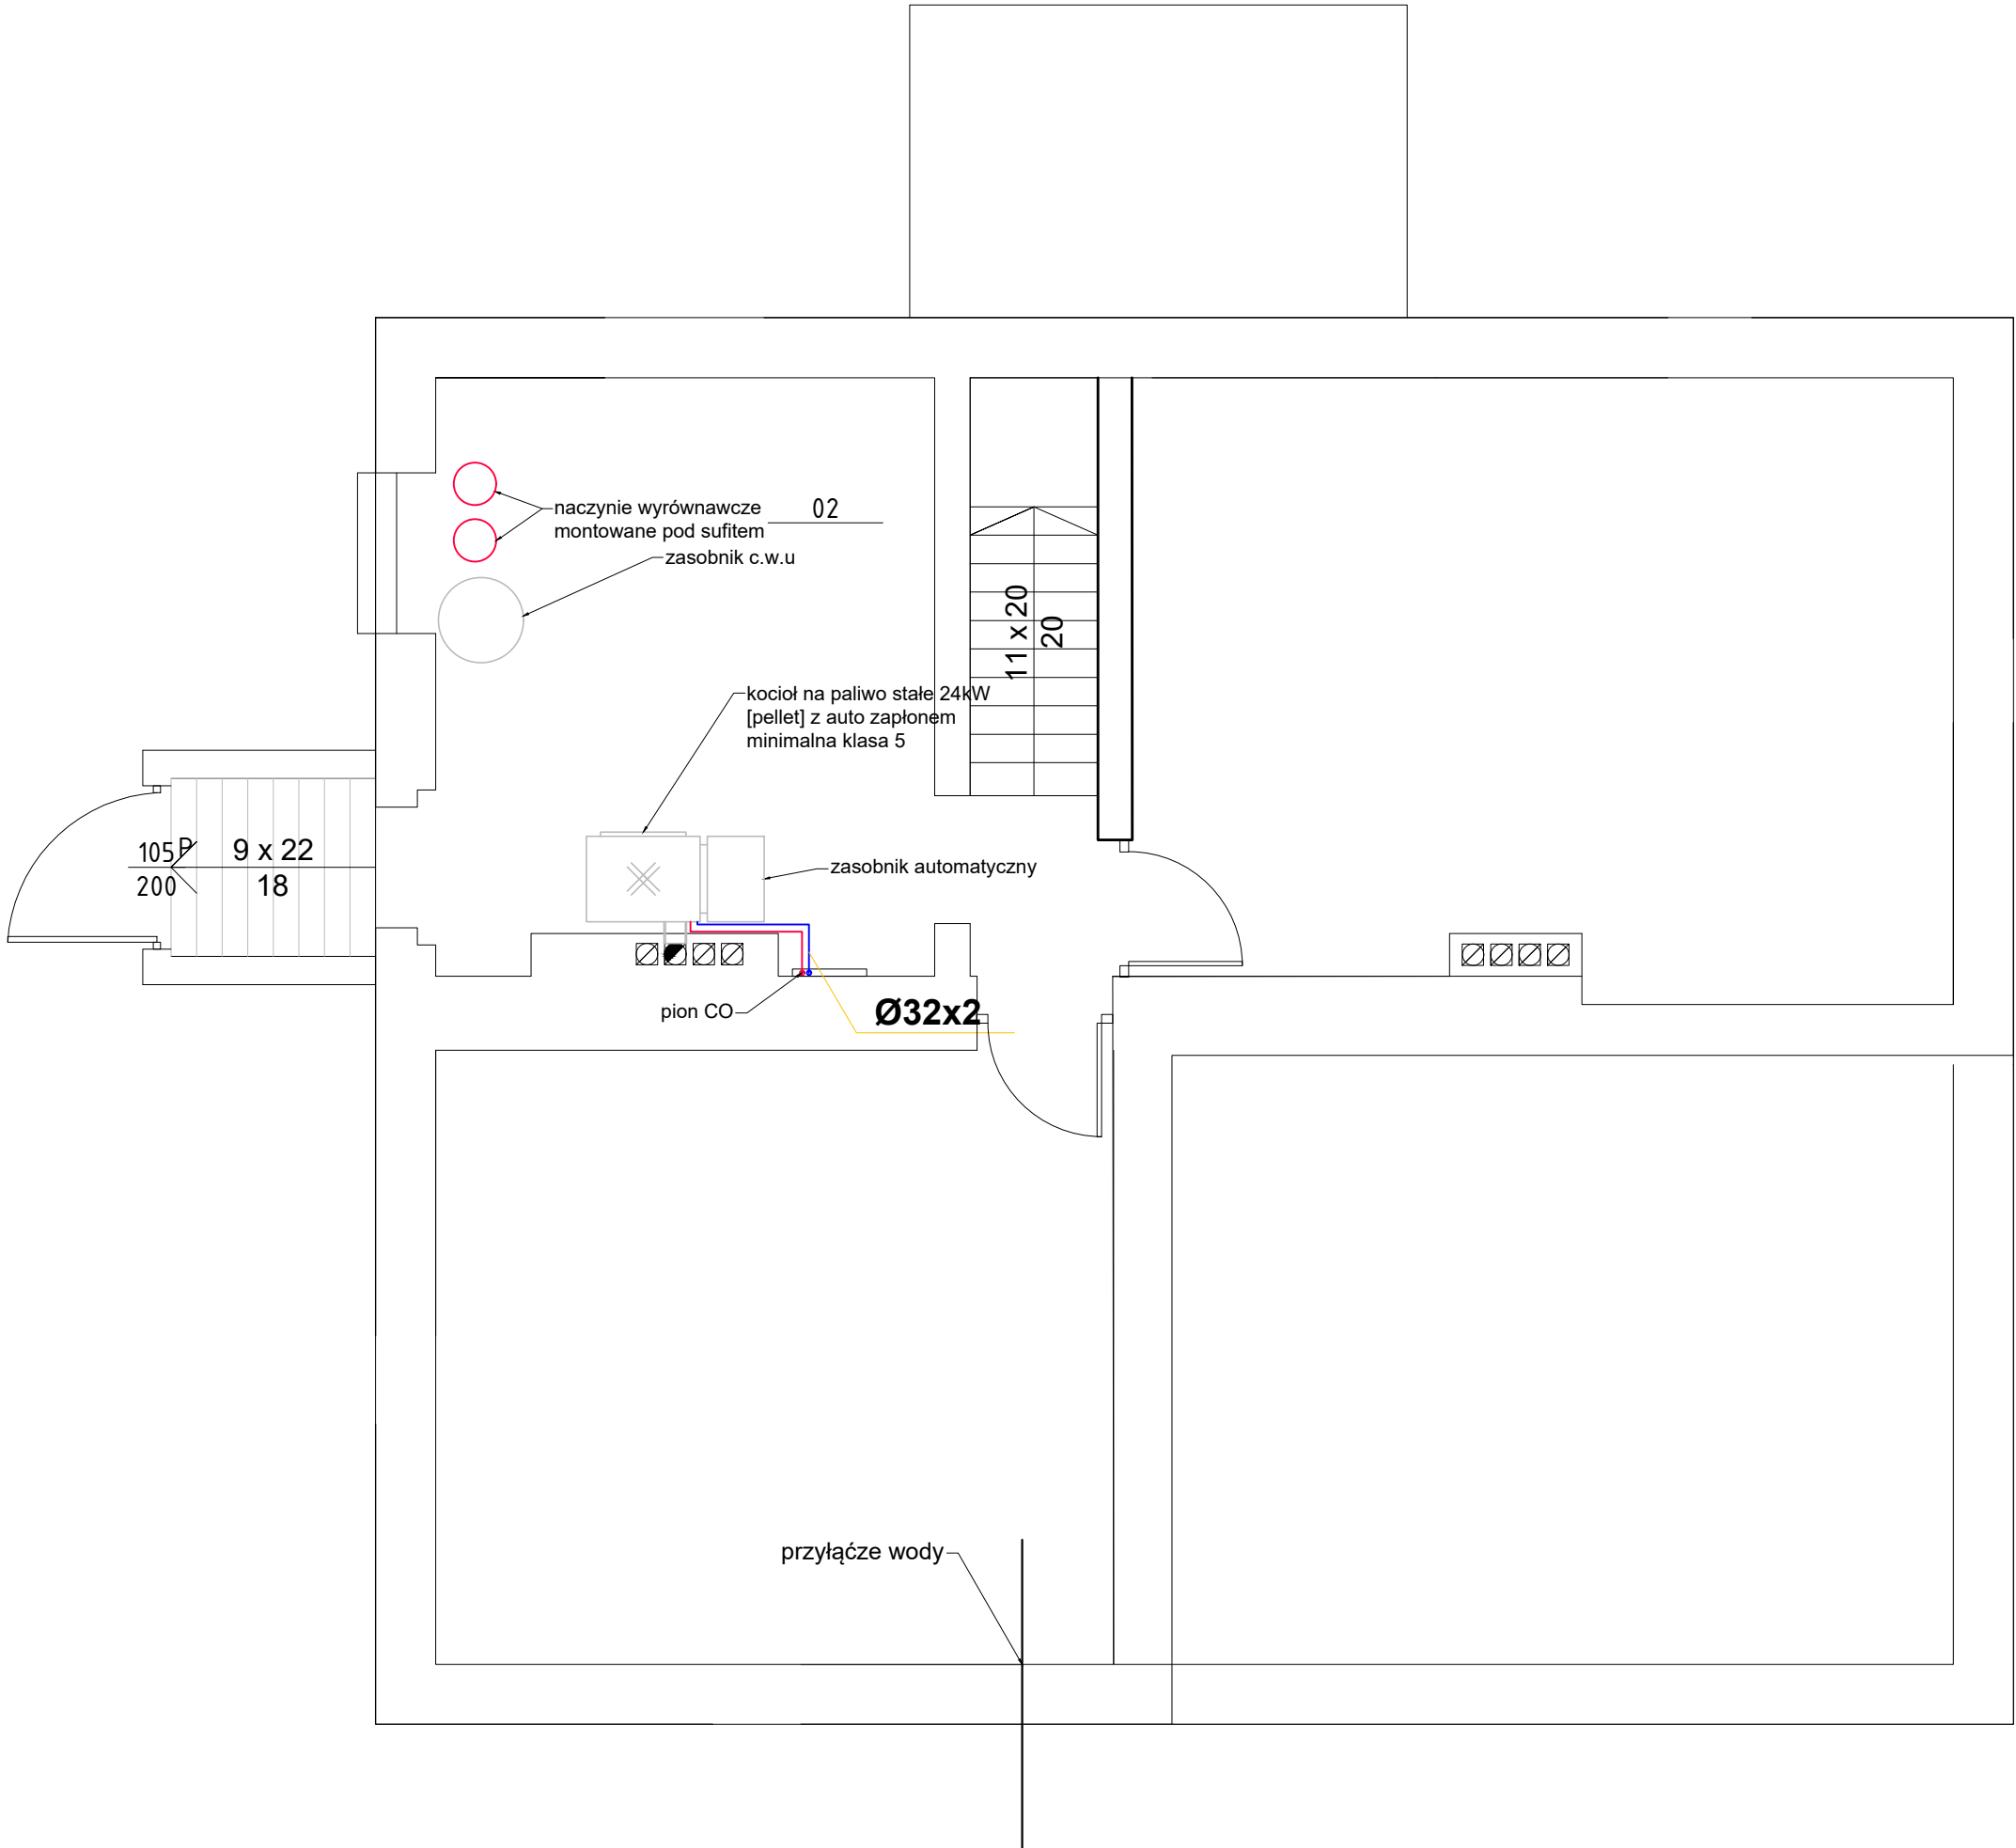 naczynie wyrównawcze
montowane pod sufitem
02
zasobnik c.w.u
11 x 20
20
kocioł na paliwo stałe 24kW
[pellet] z auto zapłonem
minimalna klasa 5
105 P
200
9 x 22
18
zasobnik automatyczny
pion CO
Ø32x2
przyłąćze wody